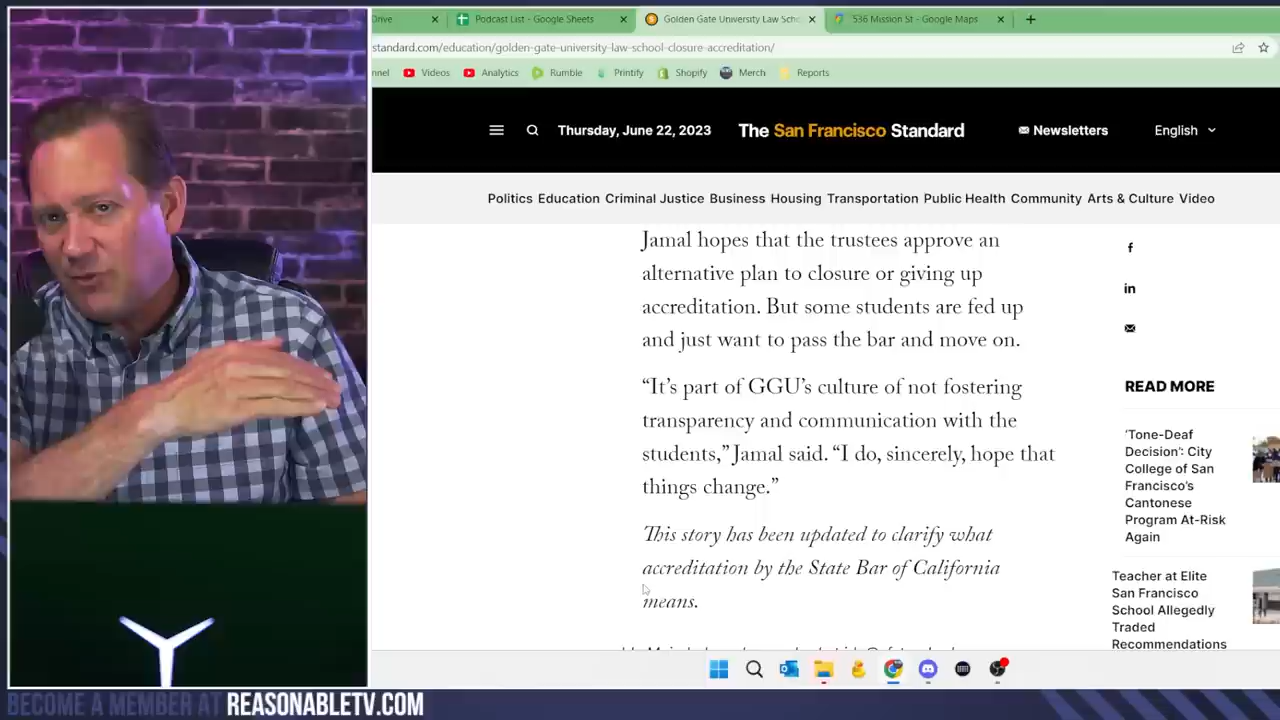 Drive
Podcast List - Google Sheets
Golden Gate University Law Scho
536 Mission St - Google Maps
standard.com/education/golden-gate-university-law-school-closure-accreditation/
Videos
Analytics
Rumble
Printify
Shopify
Merch
Reports
Thursday, June 22, 2023
The San Francisco Standard
Newsletters
English
Politics Education Criminal Justice Business Housing Transportation Public Health Community Arts & Culture Video
Jamal hopes that the trustees approve an
alternative plan to closure or giving up
accreditation. But some students are fed up
and just want to pass the bar and move on.
“It’s part of GGU’s culture of not fostering
transparency and communication with the
students,” Jamal said. “I do, sincerely, hope that
things change.”
This story has been updated to clarify what
accreditation by the State Bar of California
means.
READ MORE
‘Tone-Deaf
Decision’: City
College of San
Francisco’s
Cantonese
Program At-Risk
Again
Teacher at Elite
San Francisco
School Allegedly
Traded
Recommendations
BECOME A MEMBER AT REASONABLETV.COM